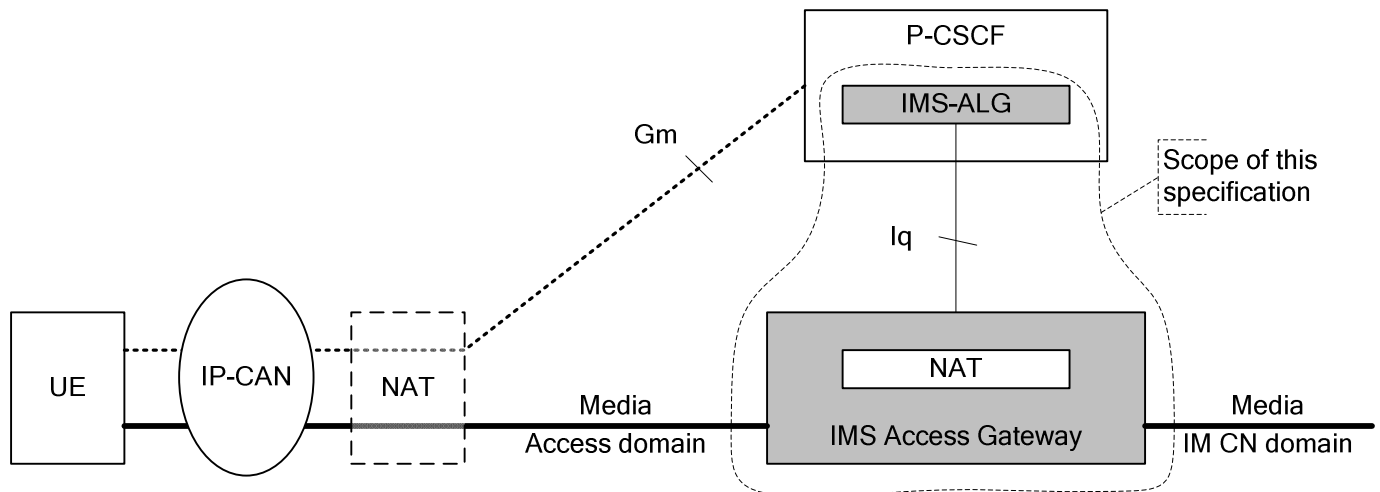 P-CSCF
IMS-ALG
Gm
Scope of this
specification
Iq
UE
IP-CAN
NAT
NAT
Media
Access domain
IMS Access Gateway
Media
IM CN domain